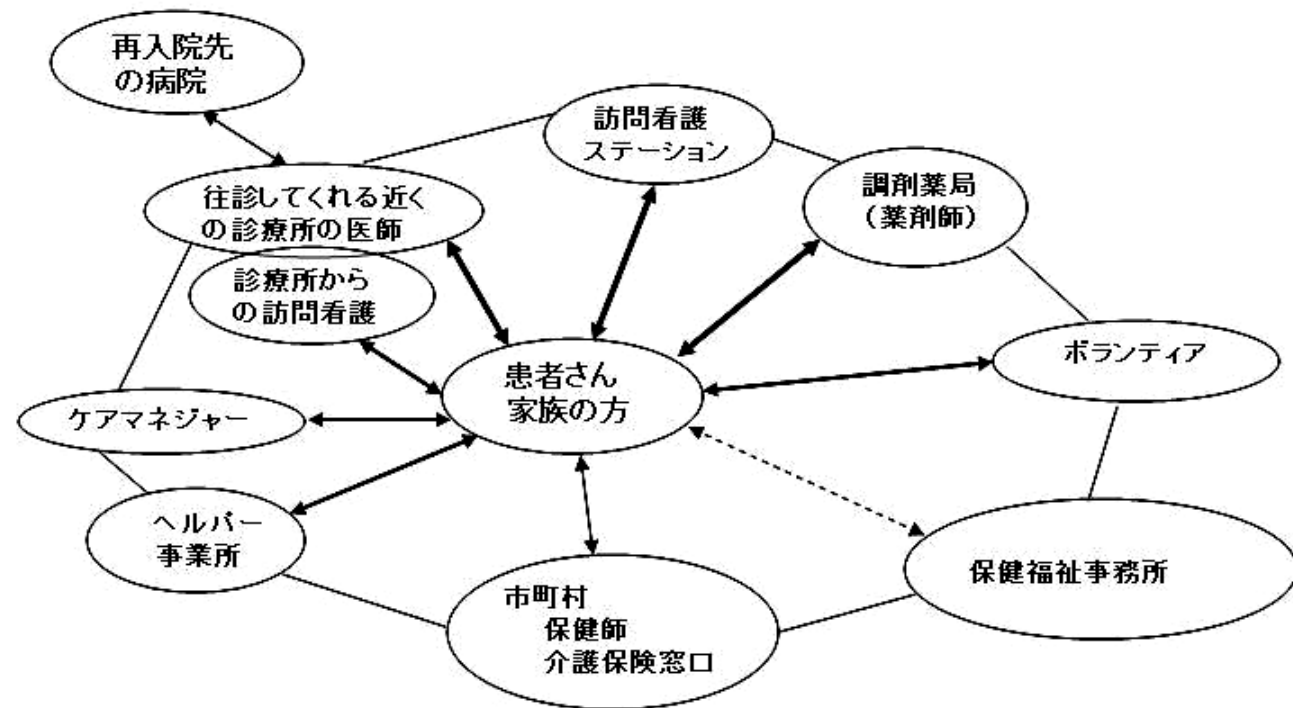 再入院先
の病院
訪問看護
ステーション
調剤薬局
（薬剤師）
往診してくれる近く
の診療所の医師
診療所から
の訪問看護
患者さん
家族の方
ボランティア
ケアマネジャー
ヘルパー
事業所
市町村
保健師
介護保険窓口
保健福祉事務所